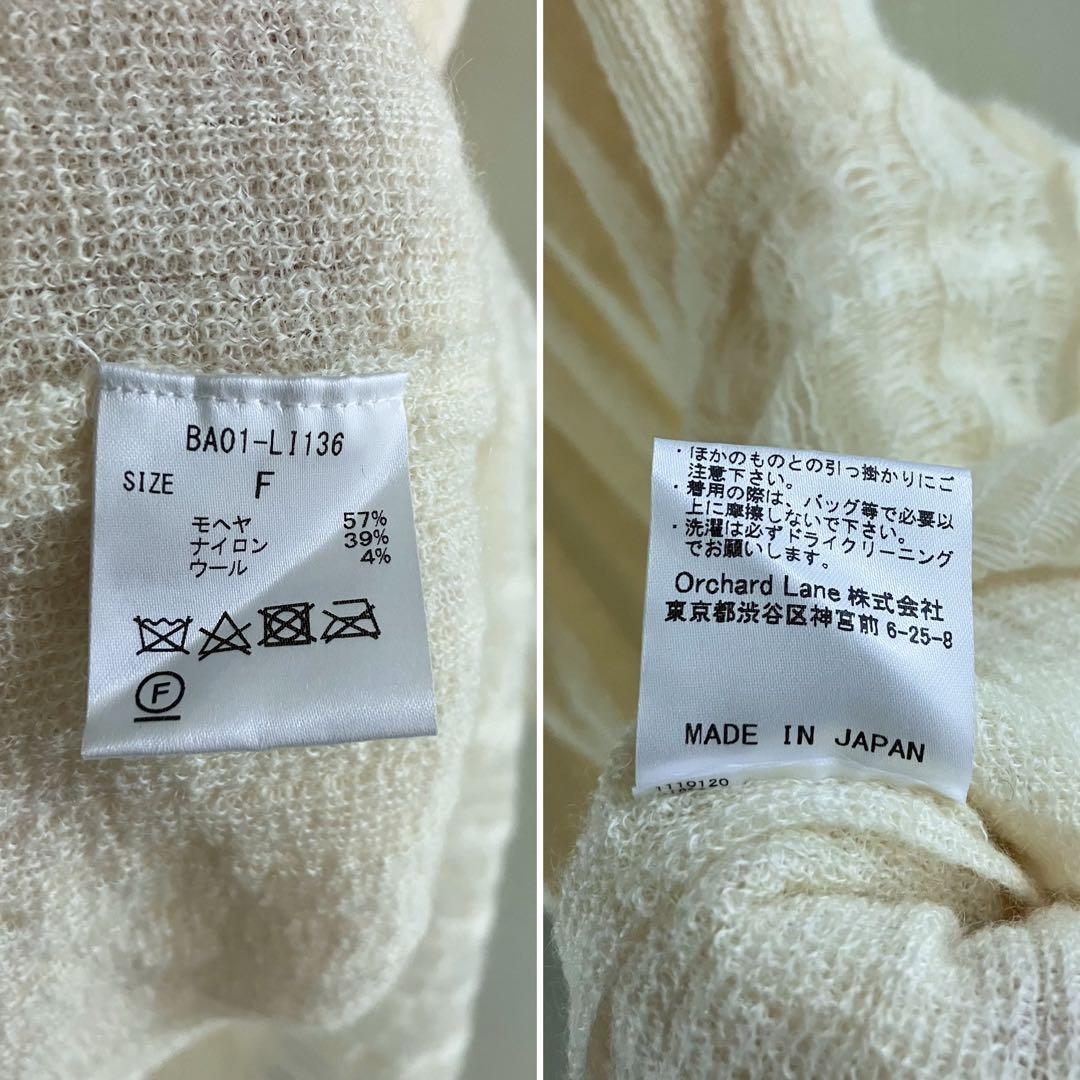 BA01-LI136
SIZE F
モヘヤ 57%
ナイロン 39%
ウール 4%
F
・ほかのものとの引っ掛かりにご
注意下さい。
・着用の際は、バッグ等で必要以
上に摩擦しないで下さい。
・洗濯は必ずドライクリーニング
でお願いします。
Orchard Lane 株式会社
東京都渋谷区神宮前 6-25-8
MADE IN JAPAN
1119120